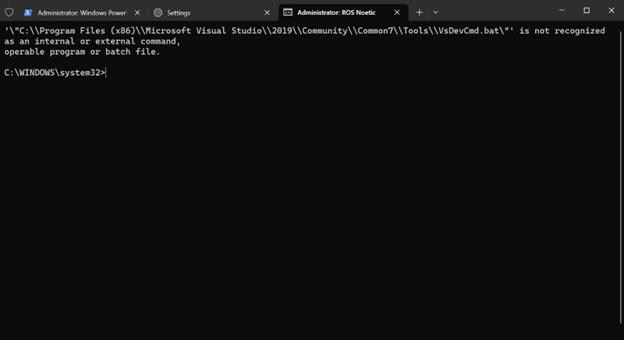 Administrator: Windows Power
Settings
Administrator: ROS Noetic
'\"C:\\Program Files (x86)\\Microsoft Visual Studio\\2019\\Community\\Common7\\Tools\\VsDevCmd.bat\"' is not recognized
as an internal or external command,
operable program or batch file.
C:\WINDOWS\system32>